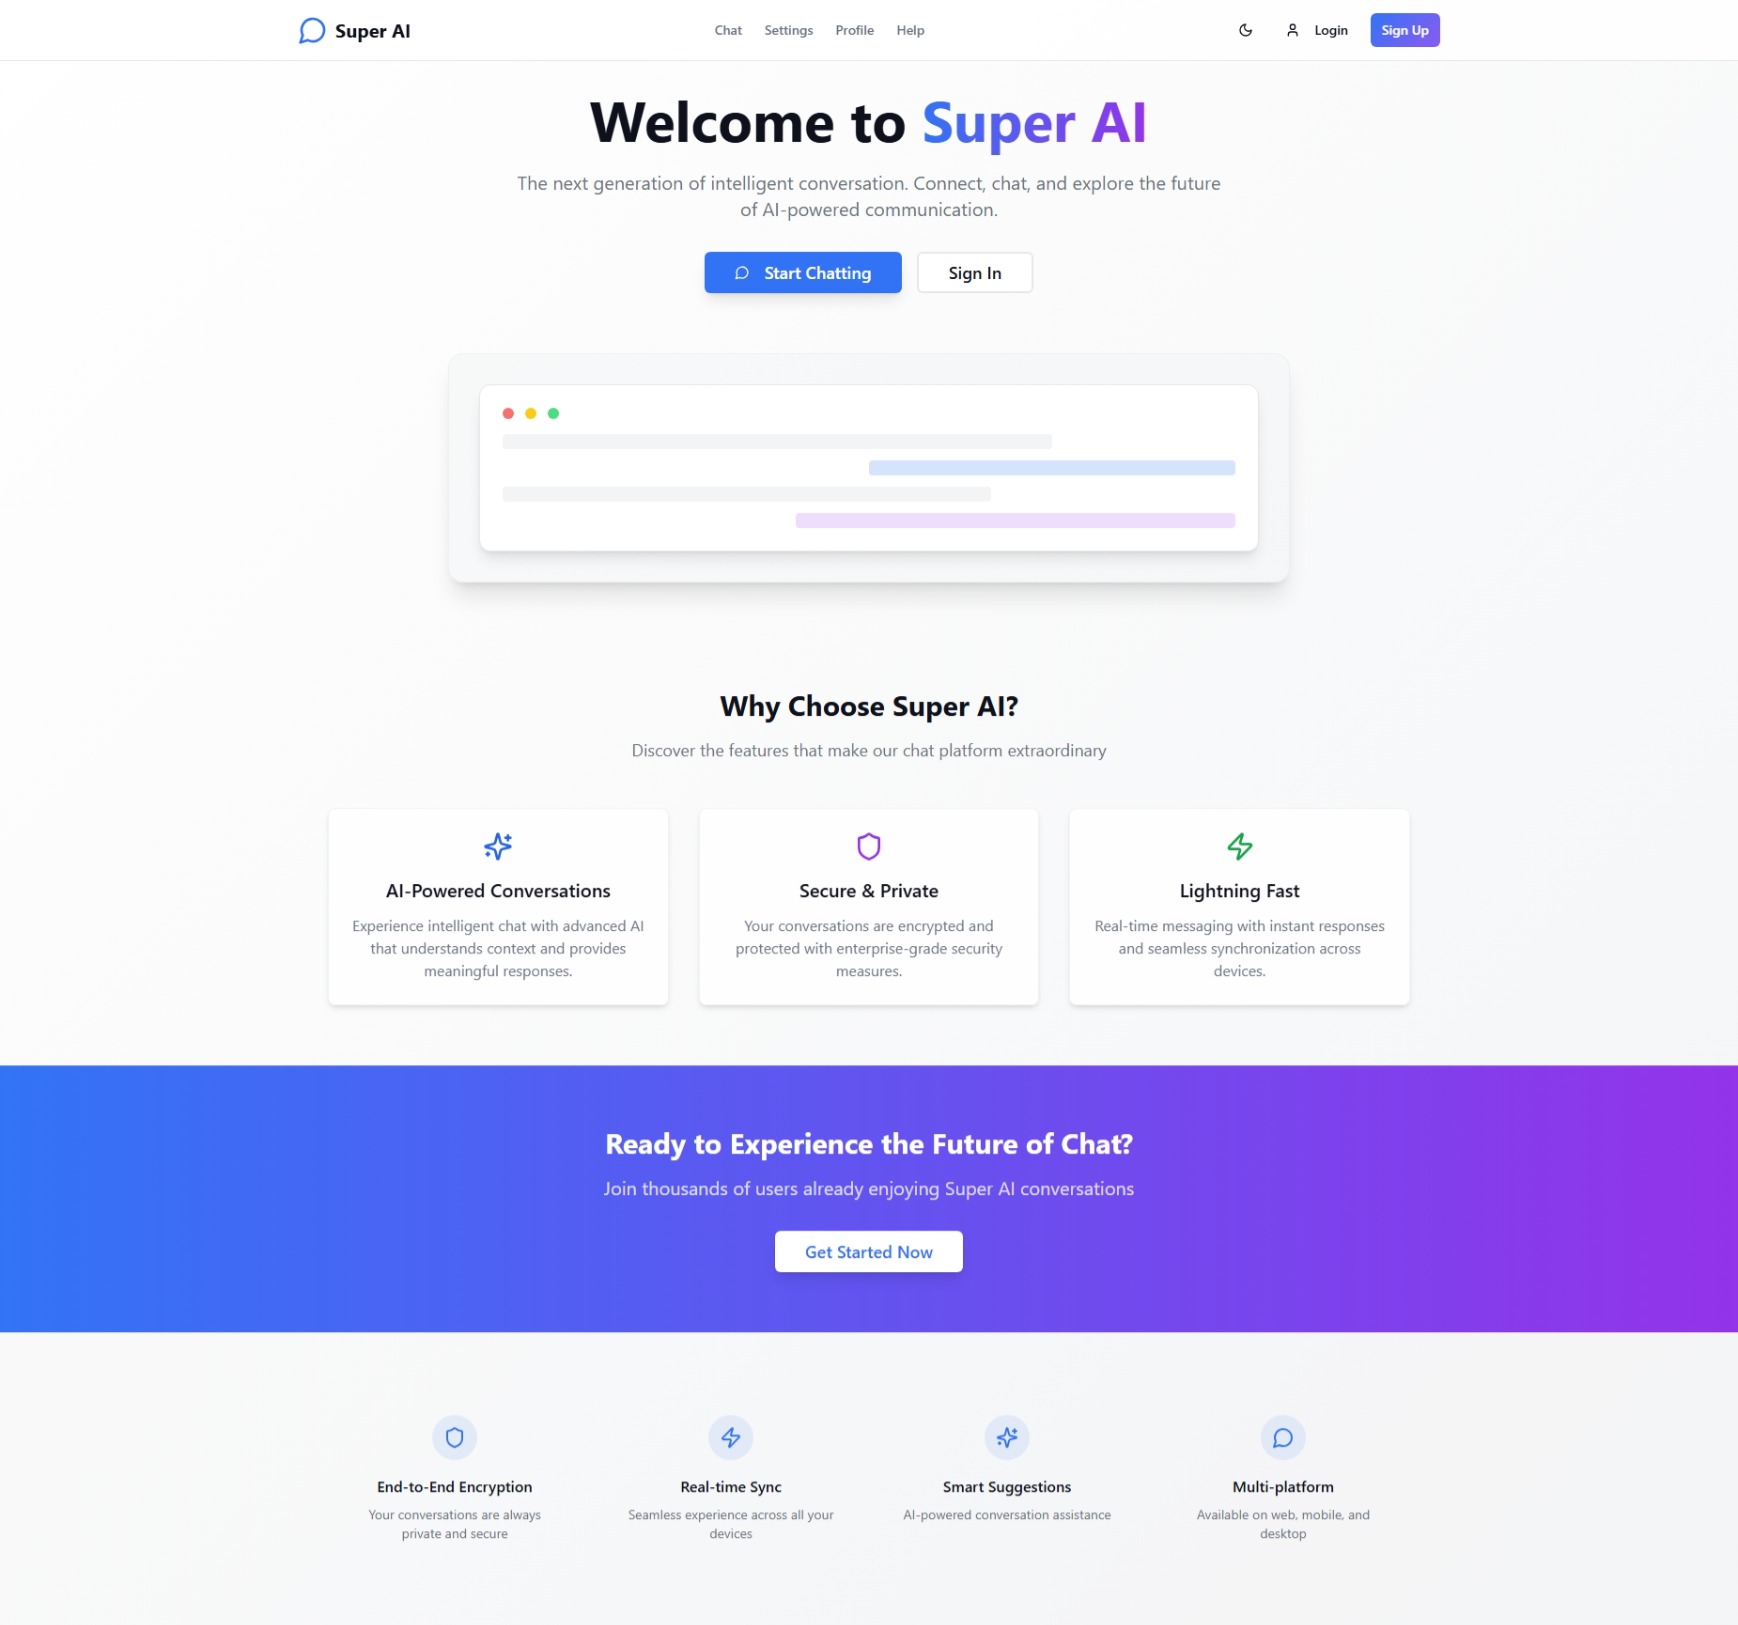 Super AI
Chat Settings Profile Help
Login
Sign Up
Welcome to Super AI
The next generation of intelligent conversation. Connect, chat, and explore the future
of AI-powered communication.
Start Chatting
Sign In
Why Choose Super AI?
Discover the features that make our chat platform extraordinary
AI-Powered Conversations
Experience intelligent chat with advanced AI
that understands context and provides
meaningful responses.
Secure & Private
Your conversations are encrypted and
protected with enterprise-grade security
measures.
Lightning Fast
Real-time messaging with instant responses
and seamless synchronization across
devices.
Ready to Experience the Future of Chat?
Join thousands of users already enjoying Super AI conversations
Get Started Now
End-to-End Encryption
Your conversations are always
private and secure
Real-time Sync
Seamless experience across all your
devices
Smart Suggestions
AI-powered conversation assistance
Multi-platform
Available on web, mobile, and
desktop